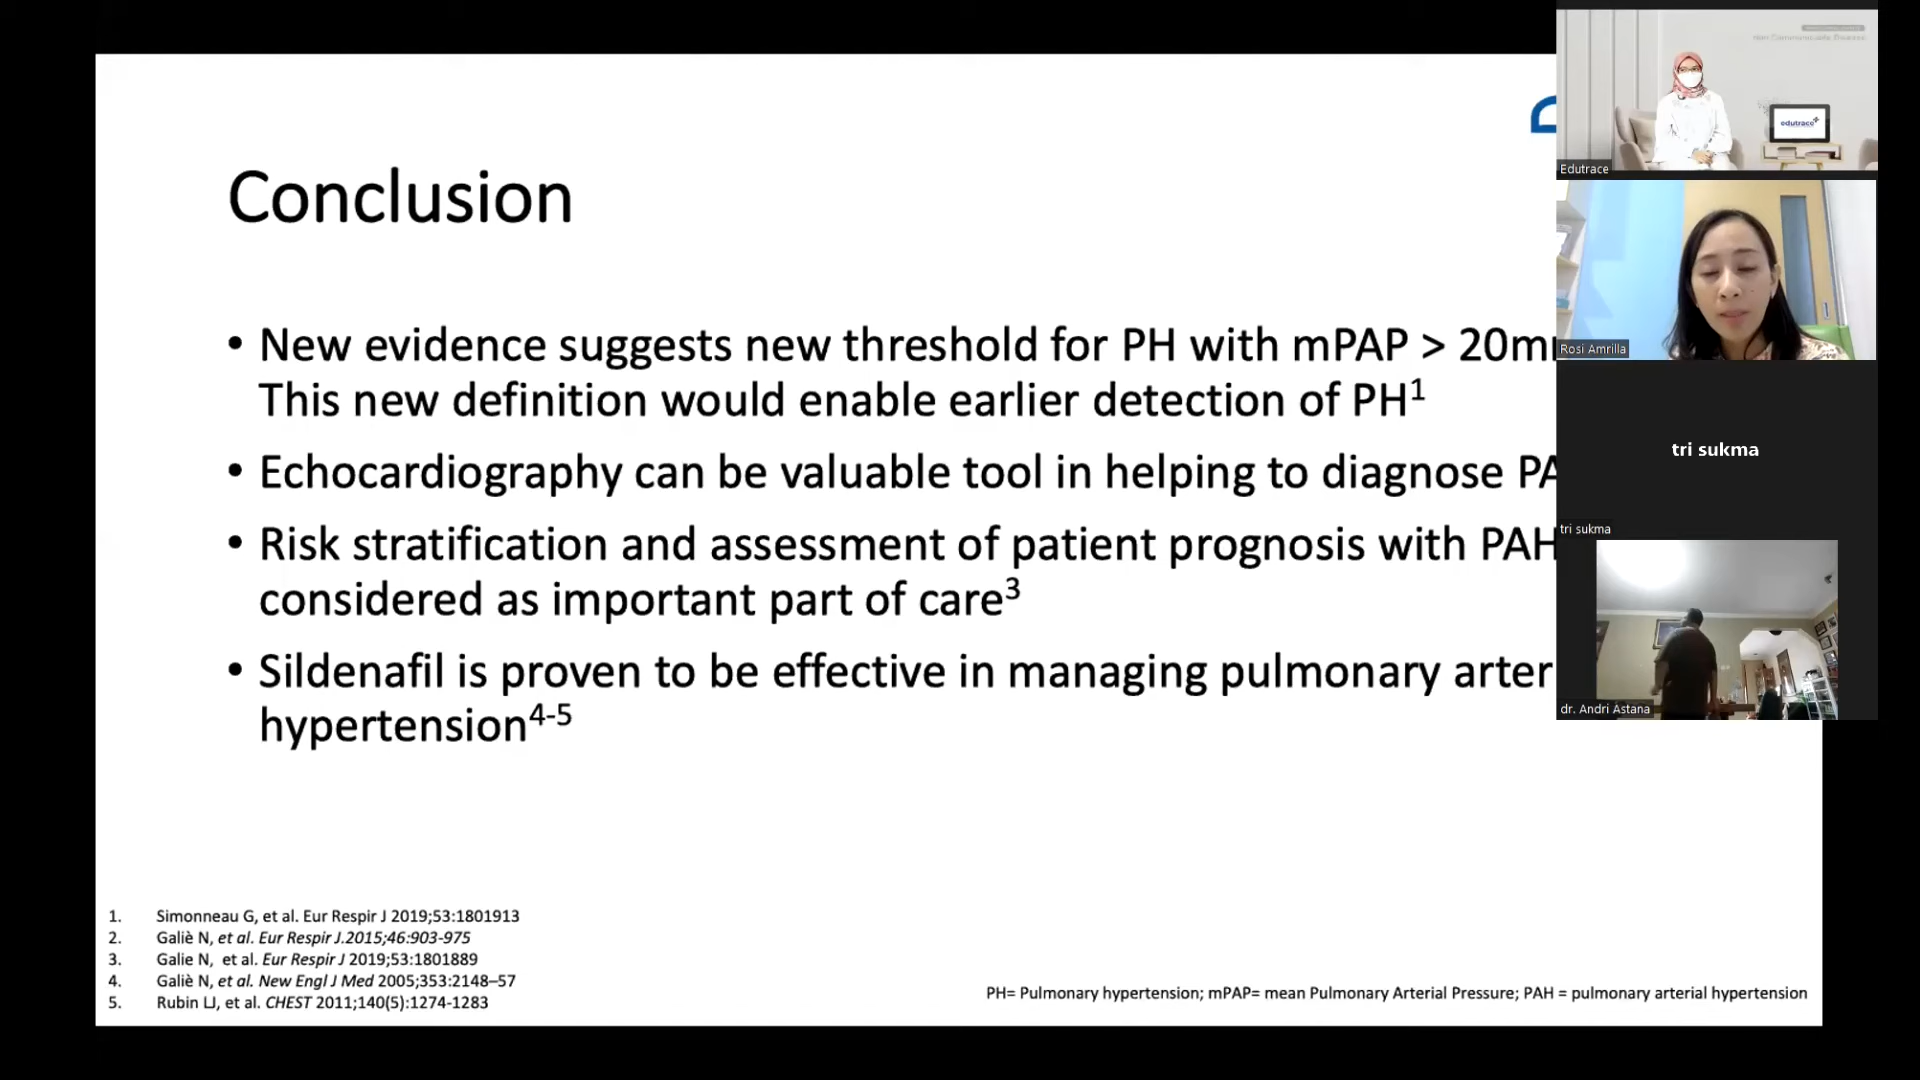 Conclusion
• New evidence suggests new threshold for PH with mPAP > 20m
This new definition would enable earlier detection of PH1
• Echocardiography can be valuable tool in helping to diagnose PA
• Risk stratification and assessment of patient prognosis with PAH
considered as important part of care3
• Sildenafil is proven to be effective in managing pulmonary arter
hypertension4-5
1. Simonneau G, et al. Eur Respir J 2019;53:1801913
2. Galiè N, et al. Eur Respir J.2015;46:903-975
3. Galie N, et al. Eur Respir J 2019;53:1801889
4. Galiè N, et al. New Engl J Med 2005;353:2148–57
5. Rubin LJ, et al. CHEST 2011;140(5):1274-1283
PH= Pulmonary hypertension; mPAP= mean Pulmonary Arterial Pressure; PAH = pulmonary arterial hypertension
edutrace+
Edutrace
Rosi Amrilla
tri sukma
tri sukma
dr. Andri Astana